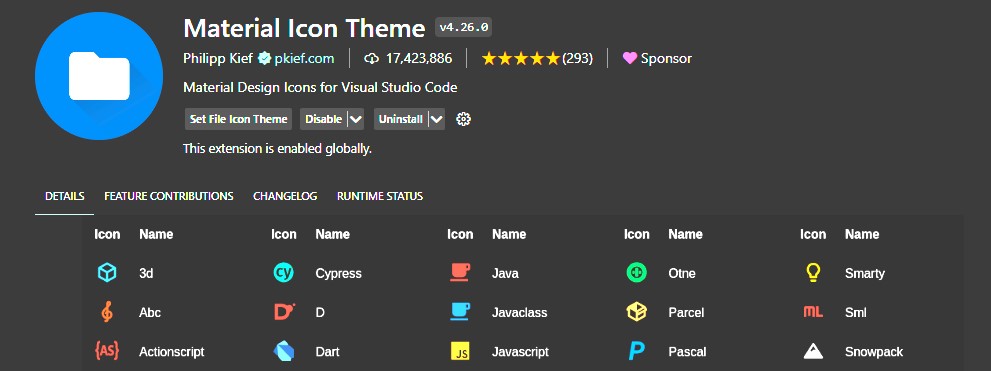 Material Icon Theme v4.26.0
Philipp Kief pkief.com 17,423,886 (293) Sponsor
Material Design Icons for Visual Studio Code
Set File Icon Theme Disable Uninstall
This extension is enabled globally.
DETAILS FEATURE CONTRIBUTIONS CHANGELOG RUNTIME STATUS
Icon Name Icon Name Icon Name Icon Name Icon Name
3d cy Cypress Java Otne Smarty
Abc D D Javaclass Parcel ML Sml
{AS} Actionscript Dart JS Javascript P Pascal Snowpack